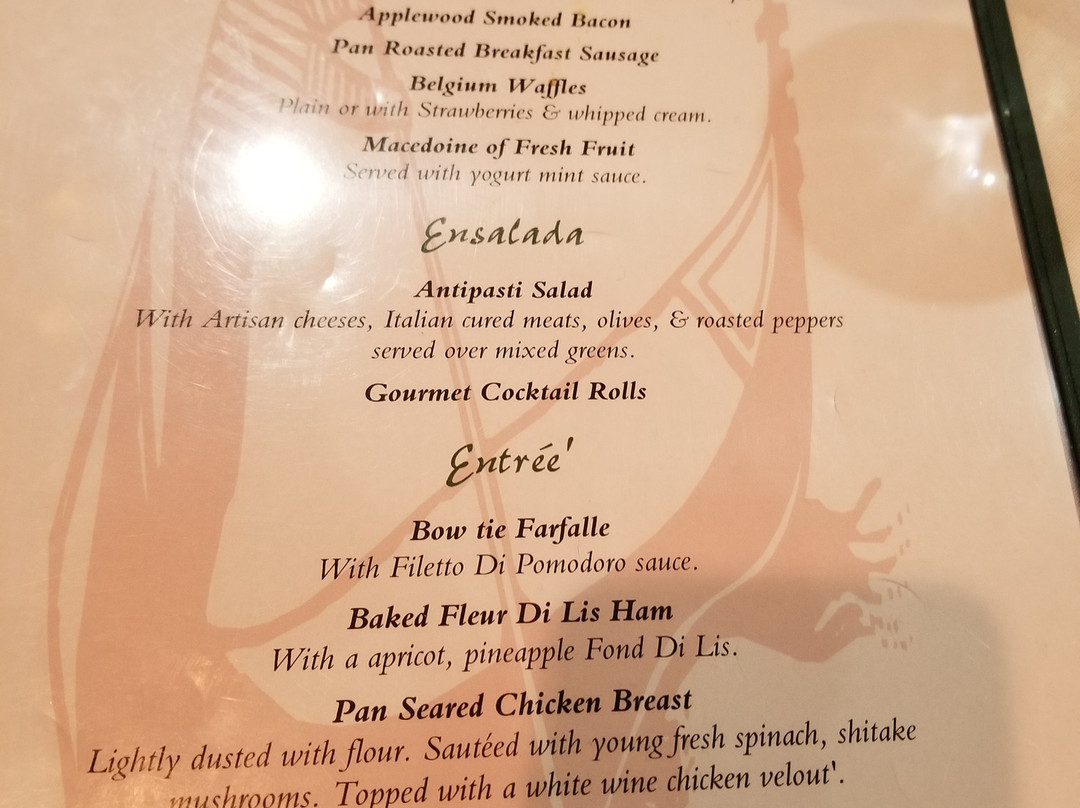 Applewood Smoked Bacon
Pan Roasted Breakfast Sausage
Belgium Waffles
Plain or with Strawberries & whipped cream.
Macedoine of Fresh Fruit
Served with yogurt mint sauce.
Ensalada
Antipasti Salad
With Artisan cheeses, Italian cured meats, olives, & roasted peppers
served over mixed greens.
Gourmet Cocktail Rolls
Entrée'
Bow tie Farfalle
With Filetto Di Pomodoro sauce.
Baked Fleur Di Lis Ham
With a apricot, pineapple Fond Di Lis.
Pan Seared Chicken Breast
Lightly dusted with flour. Sautéed with young fresh spinach, shitake
mushrooms. Topped with a white wine chicken velout'.